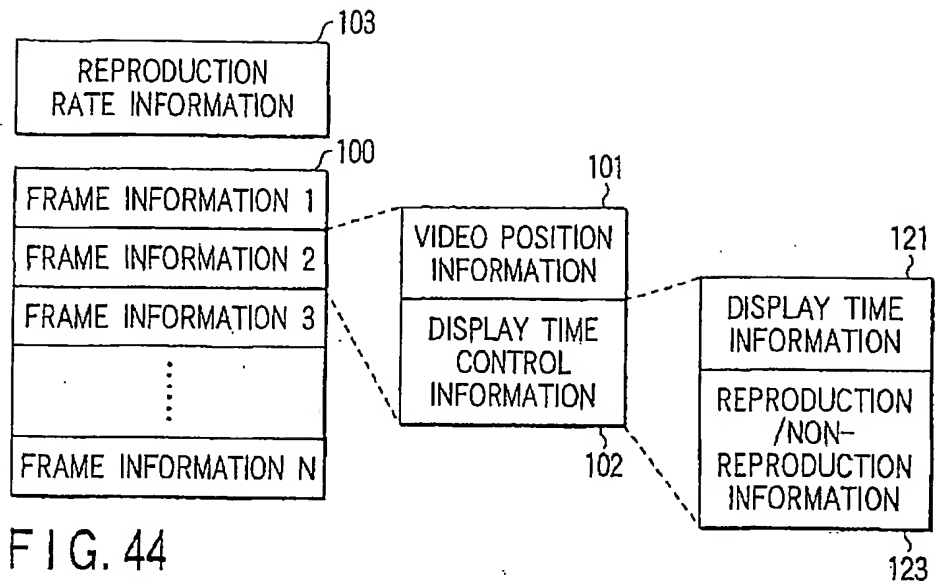 103
REPRODUCTION
RATE INFORMATION
100
FRAME INFORMATION 1
FRAME INFORMATION 2
FRAME INFORMATION 3
FRAME INFORMATION N
101
VIDEO POSITION
INFORMATION
DISPLAY TIME
CONTROL
INFORMATION
102
121
DISPLAY TIME
INFORMATION
REPRODUCTION
/NON-
REPRODUCTION
INFORMATION
123
FIG. 44